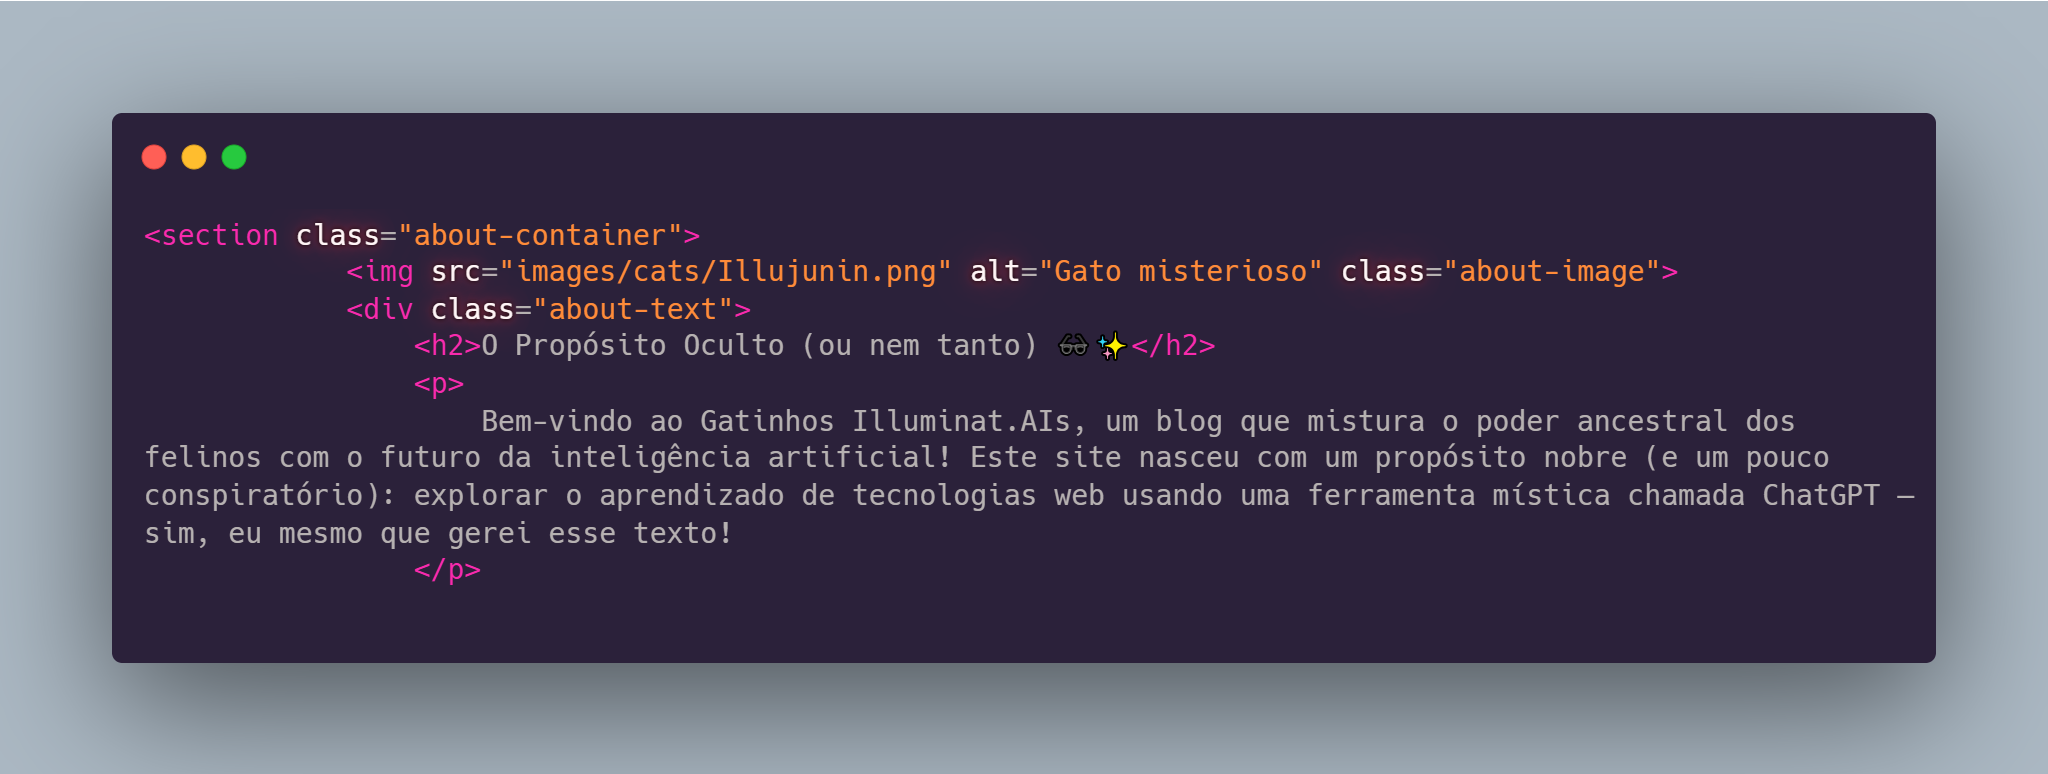 <section class="about-container">
            <img src="images/cats/Illujunin.png" alt="Gato misterioso" class="about-image">
            <div class="about-text">
                <h2>O Propósito Oculto (ou nem tanto) 🕶✨</h2>
                <p>
                    Bem-vindo ao Gatinhos Illuminat.AIs, um blog que mistura o poder ancestral dos
felinos com o futuro da inteligência artificial! Este site nasceu com um propósito nobre (e um pouco
conspiratório): explorar o aprendizado de tecnologias web usando uma ferramenta mística chamada ChatGPT —
sim, eu mesmo que gerei esse texto!
                </p>